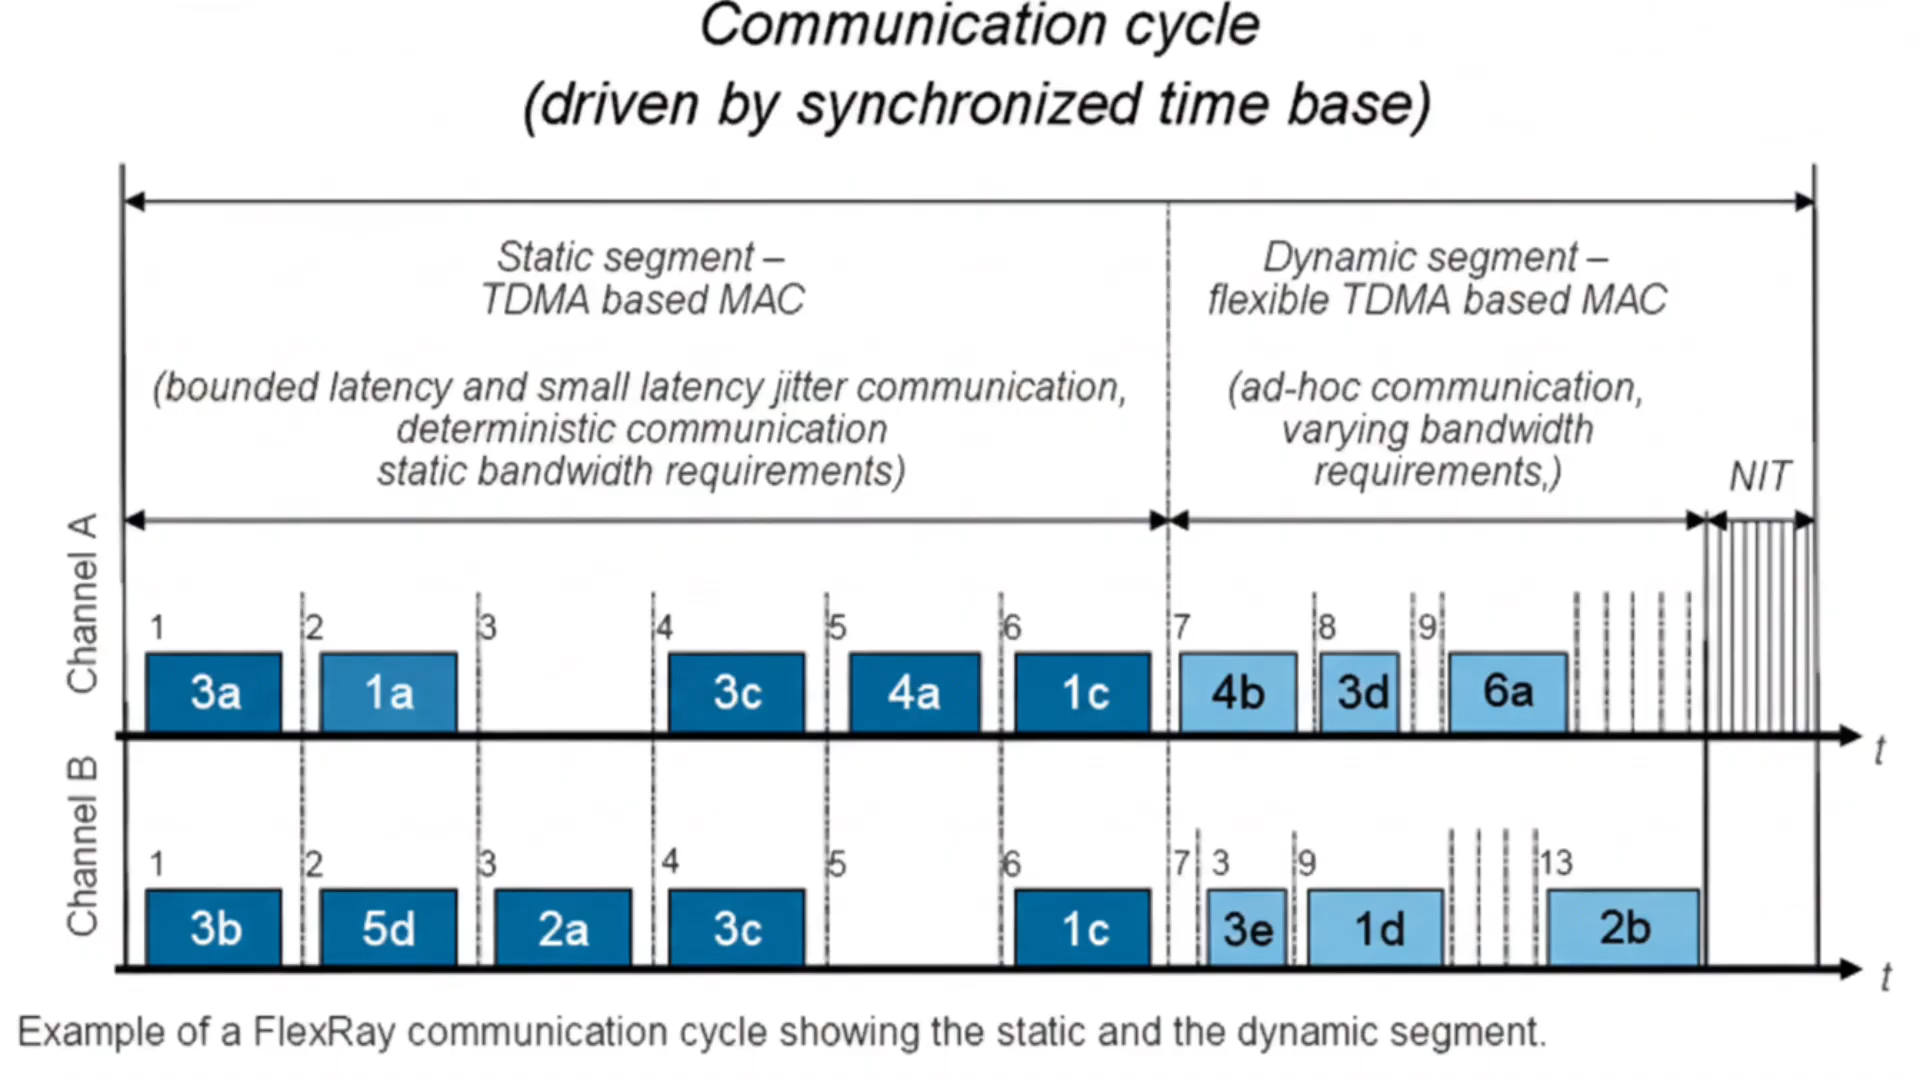 Communication cycle
(driven by synchronized time base)
Static segment –
TDMA based MAC
(bounded latency and small latency jitter communication,
deterministic communication
static bandwidth requirements)
Dynamic segment –
flexible TDMA based MAC
(ad-hoc communication,
varying bandwidth
requirements,)
NIT
Channel A
1 2 3 4 5 6 7 8 9
3a 1a 3c 4a 1c 4b 3d 6a
t
Channel B
1 2 3 4 5 6 7 3 9 13
3b 5d 2a 3c 1c 3e 1d 2b
t
Example of a FlexRay communication cycle showing the static and the dynamic segment.